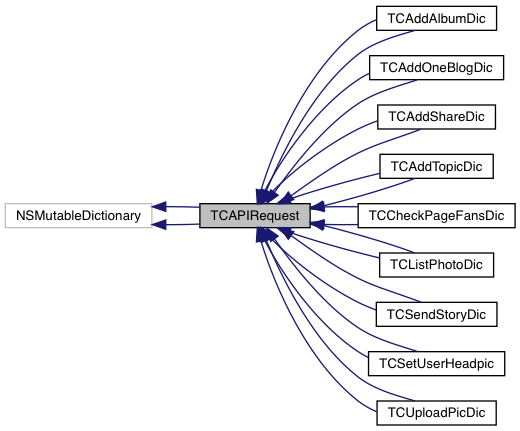 TCAddAlbumDic
TCAddOneBlogDic
TCAddShareDic
TCAddTopicDic
NSMutableDictionary
TCAPIRequest
TCCheckPageFansDic
TCListPhotoDic
TCSendStoryDic
TCSetUserHeadpic
TCUploadPicDic